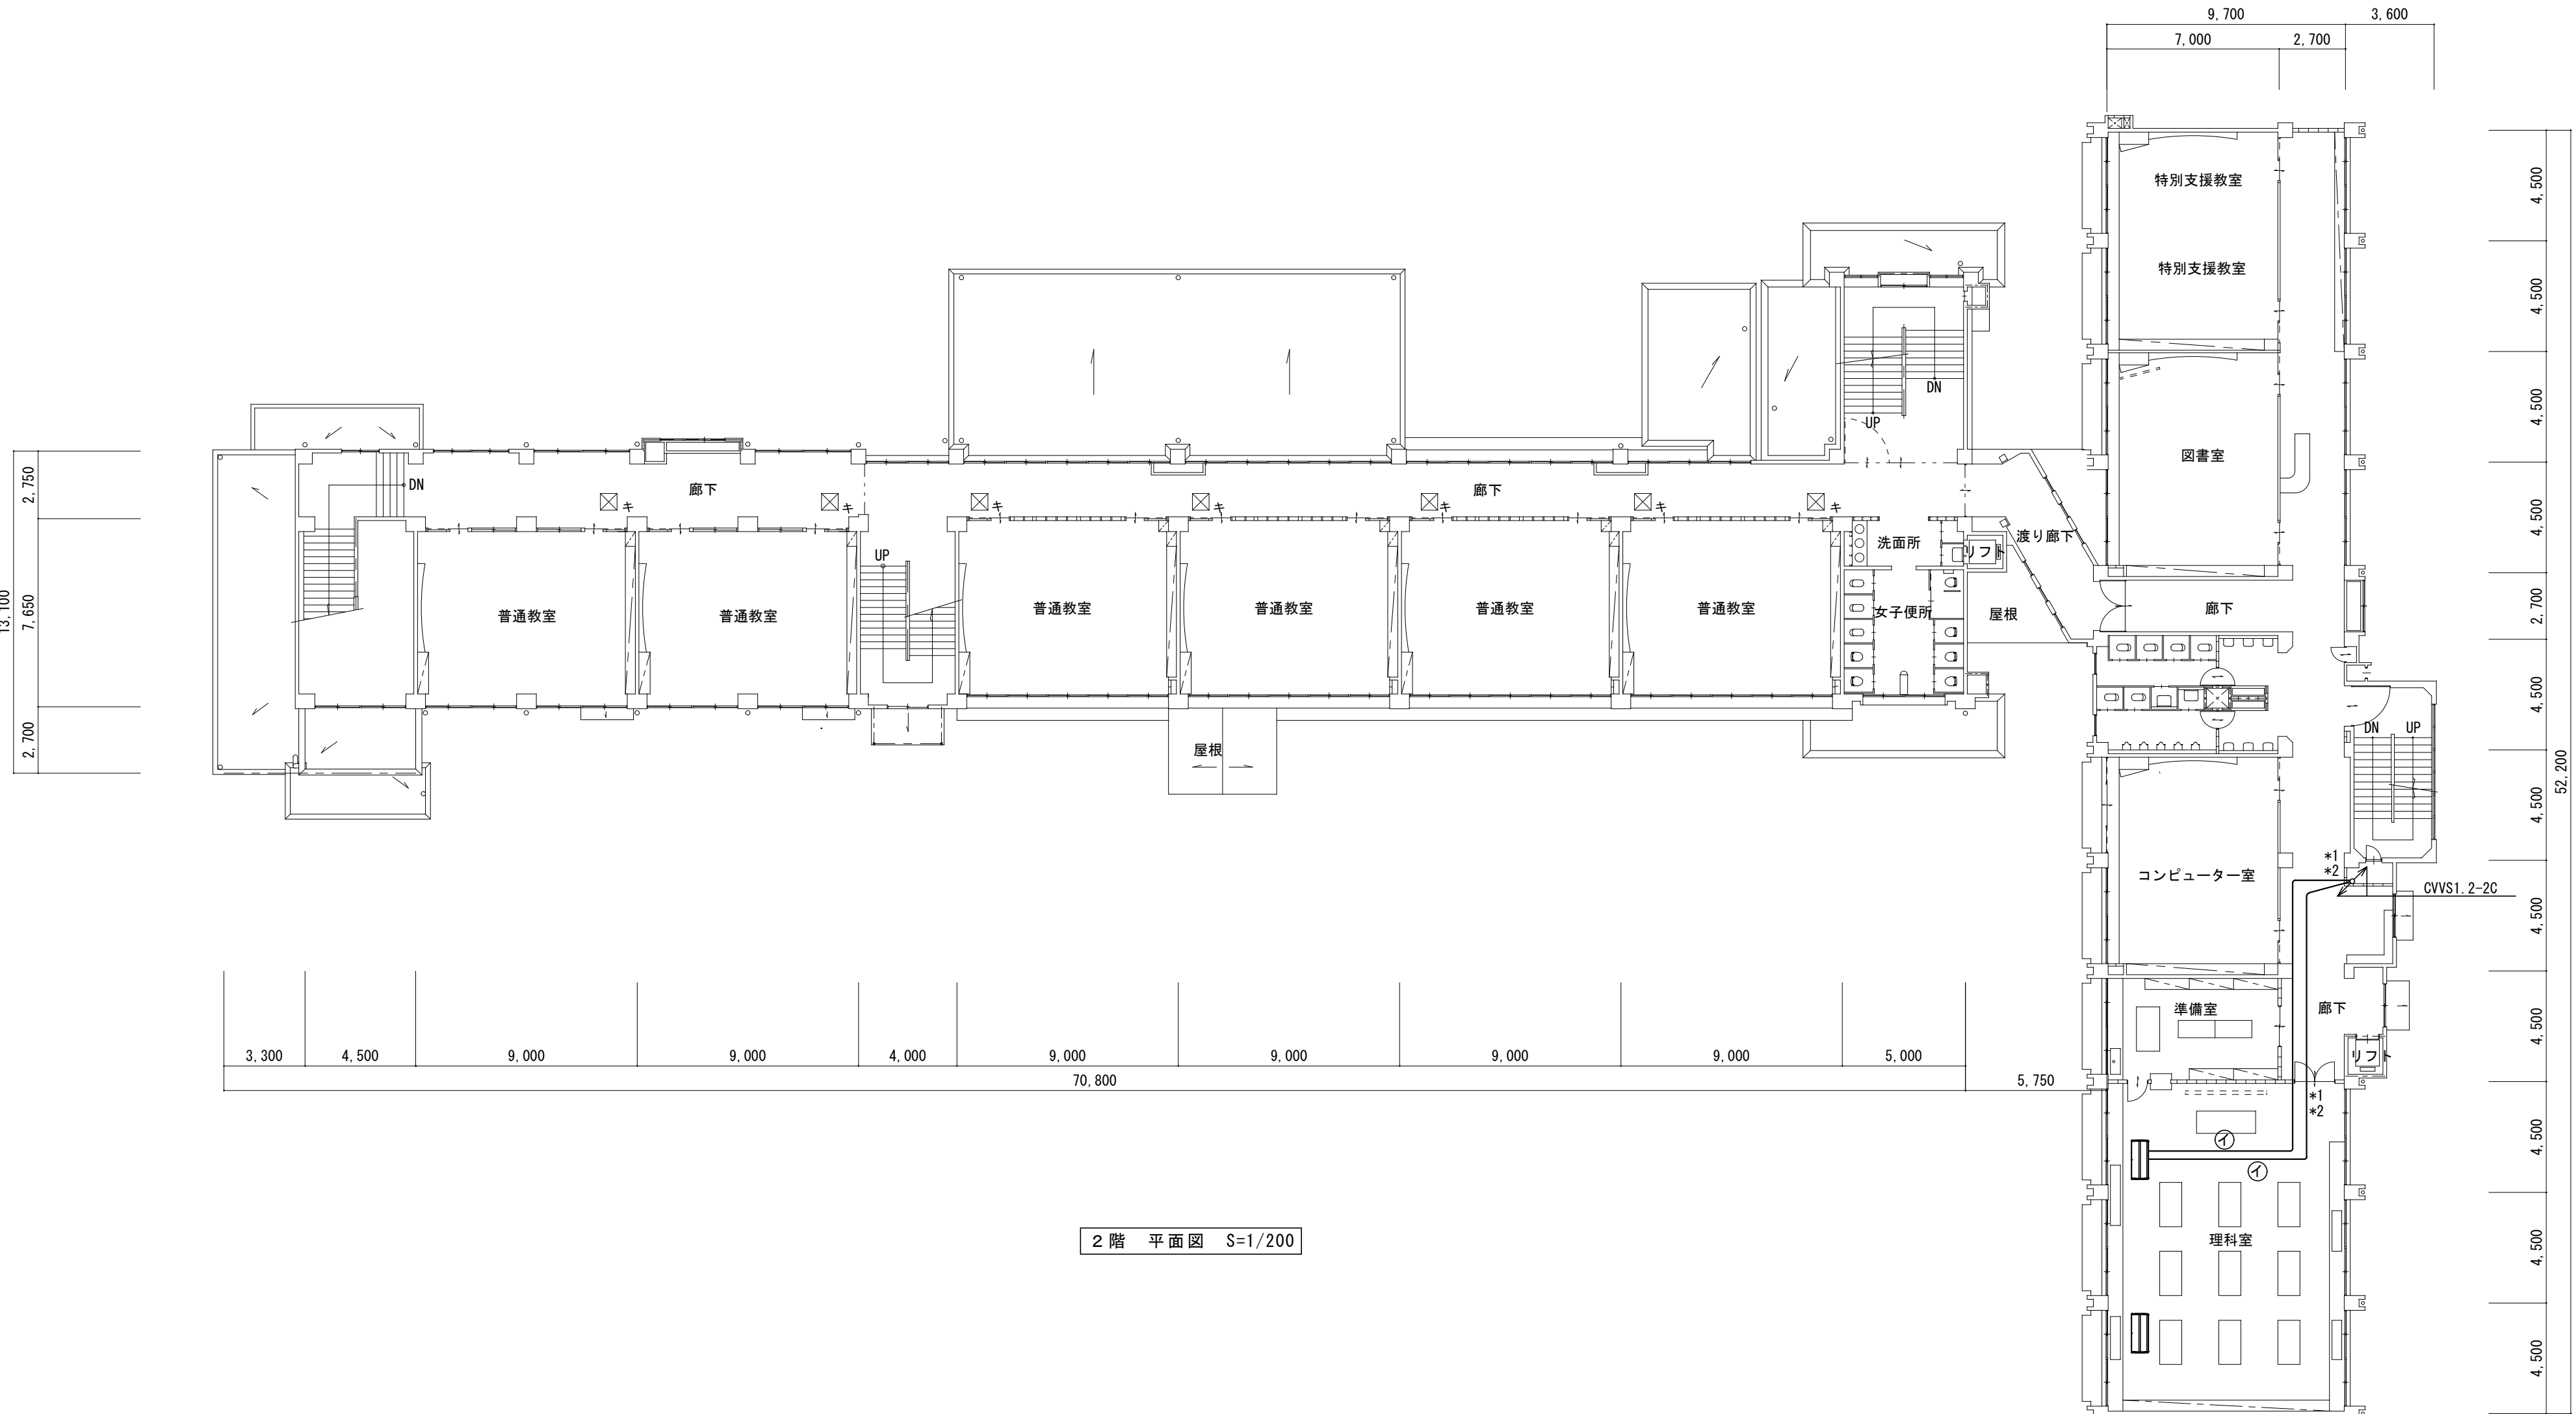 9,700 3,600
7,000 2,700
特別支援教室
4,500
特別支援教室
4,500
図書室
4,500
4,500
DN
UP
2,750
7,650
2,700
13,100
DN
廊下
キ キ キ キ キ キ キ
廊下
UP
普通教室 普通教室 普通教室 普通教室 普通教室 普通教室
洗面所
リフト
渡り廊下
女子便所
屋根
廊下
2,700
屋根
4,500
DN UP
4,500
52,200
*1
*2
コンピューター室
CVVS1.2-2C
4,500
準備室
廊下
4,500
リフト
3,300 4,500 9,000 9,000 4,000 9,000 9,000 9,000 9,000 5,000
70,800 5,750
*1
*2
イ
イ
4,500
理科室
4,500
4,500
2階 平面図 S=1/200